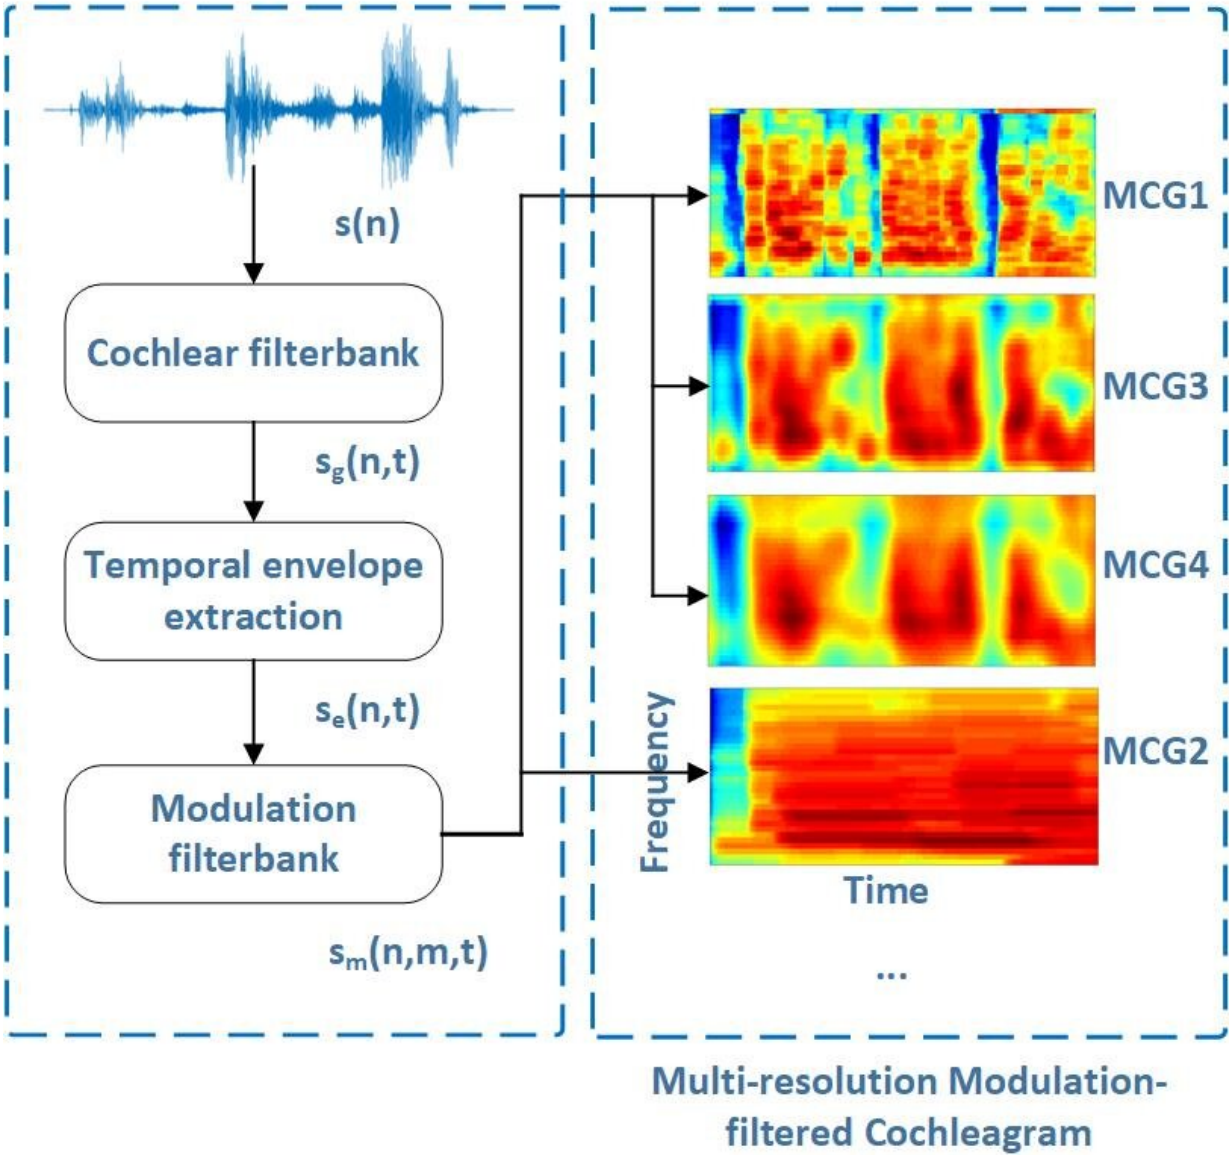 s(n)
Cochlear filterbank
sg(n,t)
Temporal envelope
extraction
se(n,t)
Modulation
filterbank
sm(n,m,t)
MCG1
MCG3
MCG4
MCG2
Frequency
Time
...
Multi-resolution Modulation-
filtered Cochleagram